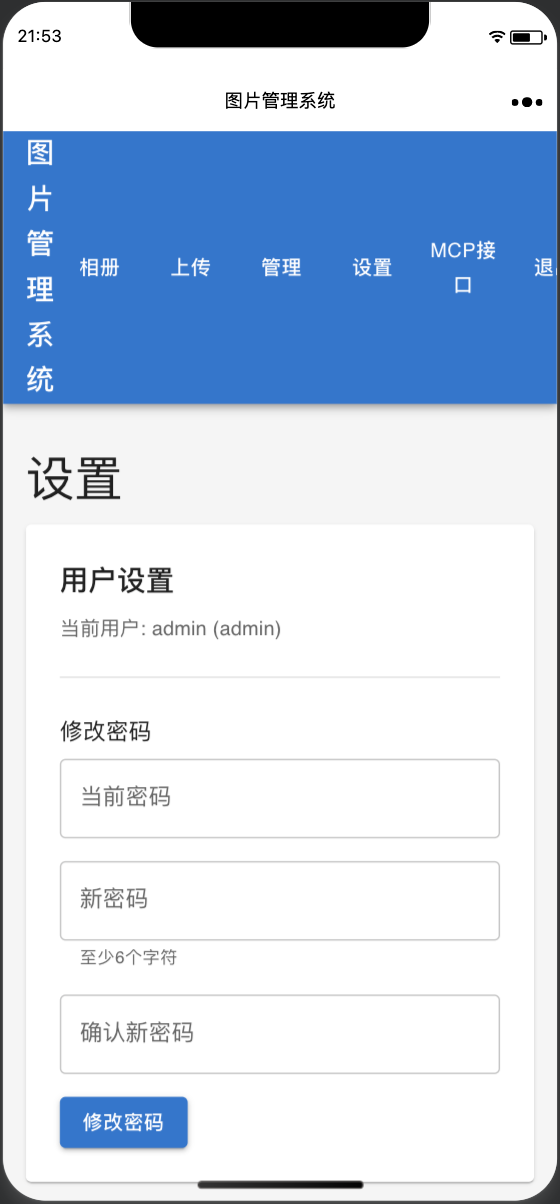 21:53
图片管理系统
图
片
管
理
系
统
相册 上传 管理 设置 MCP接
口
退
设置
用户设置
当前用户: admin (admin)
修改密码
当前密码
新密码
至少6个字符
确认新密码
修改密码